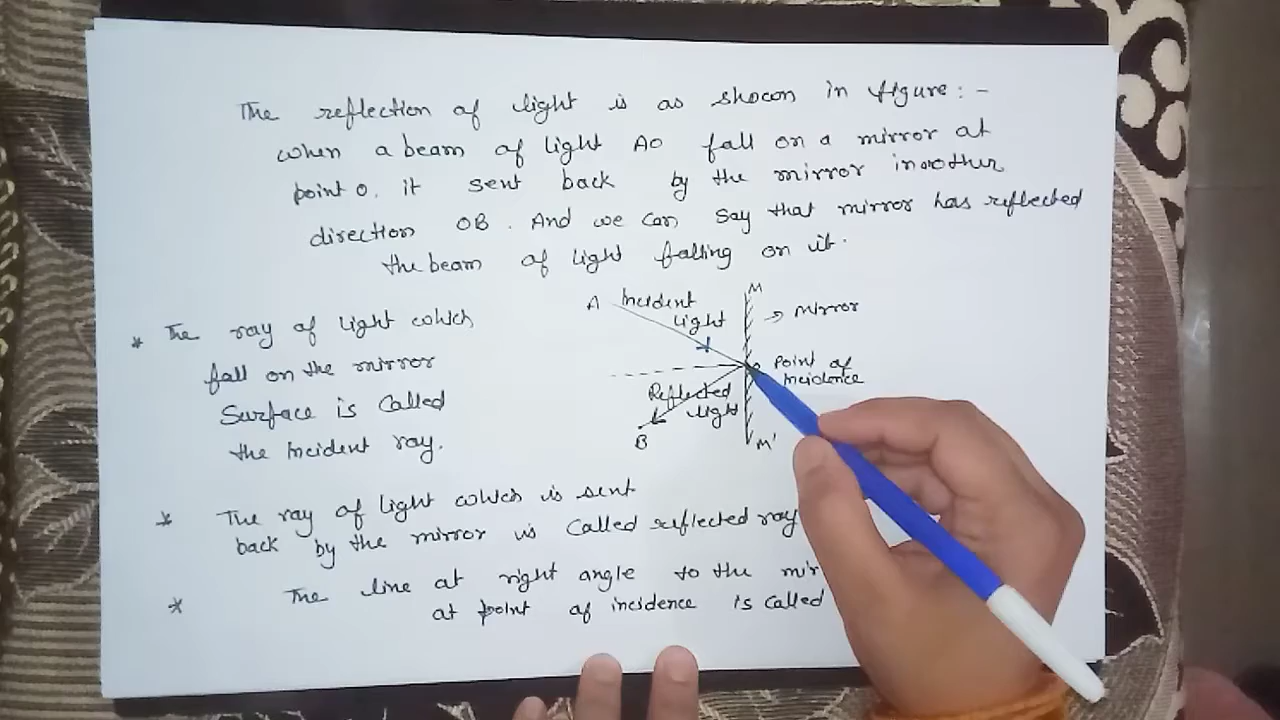 The reflection of light is as shown in figure : -
when a beam of light AO fall on a mirror at
point O. it sent back by the mirror in another
direction OB . And we can say that mirror has reflected
the beam of light falling on it.
A Incident
light
M
→ Mirror
Point of
Incidence
Reflected
light
B
M'
* The ray of light which
fall on the mirror
Surface is called
the Incident ray.
* The ray of light which is sent
back by the mirror is called reflected ray
* The line at right angle to the
at point of incidence is called